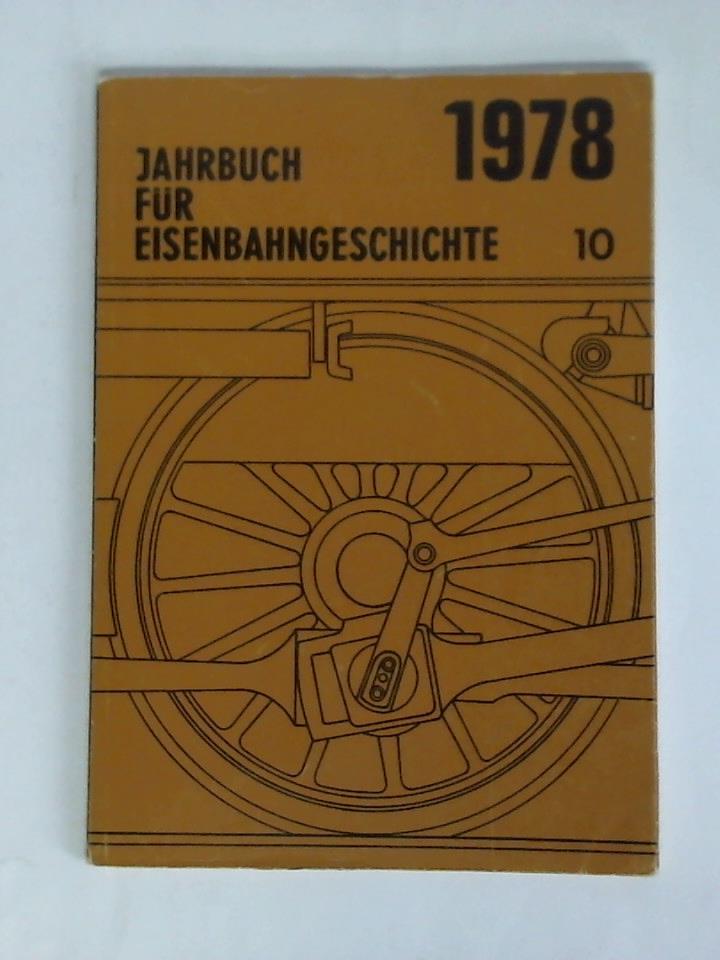 1978
JAHRBUCH
FÜR
EISENBAHNGESCHICHTE 10